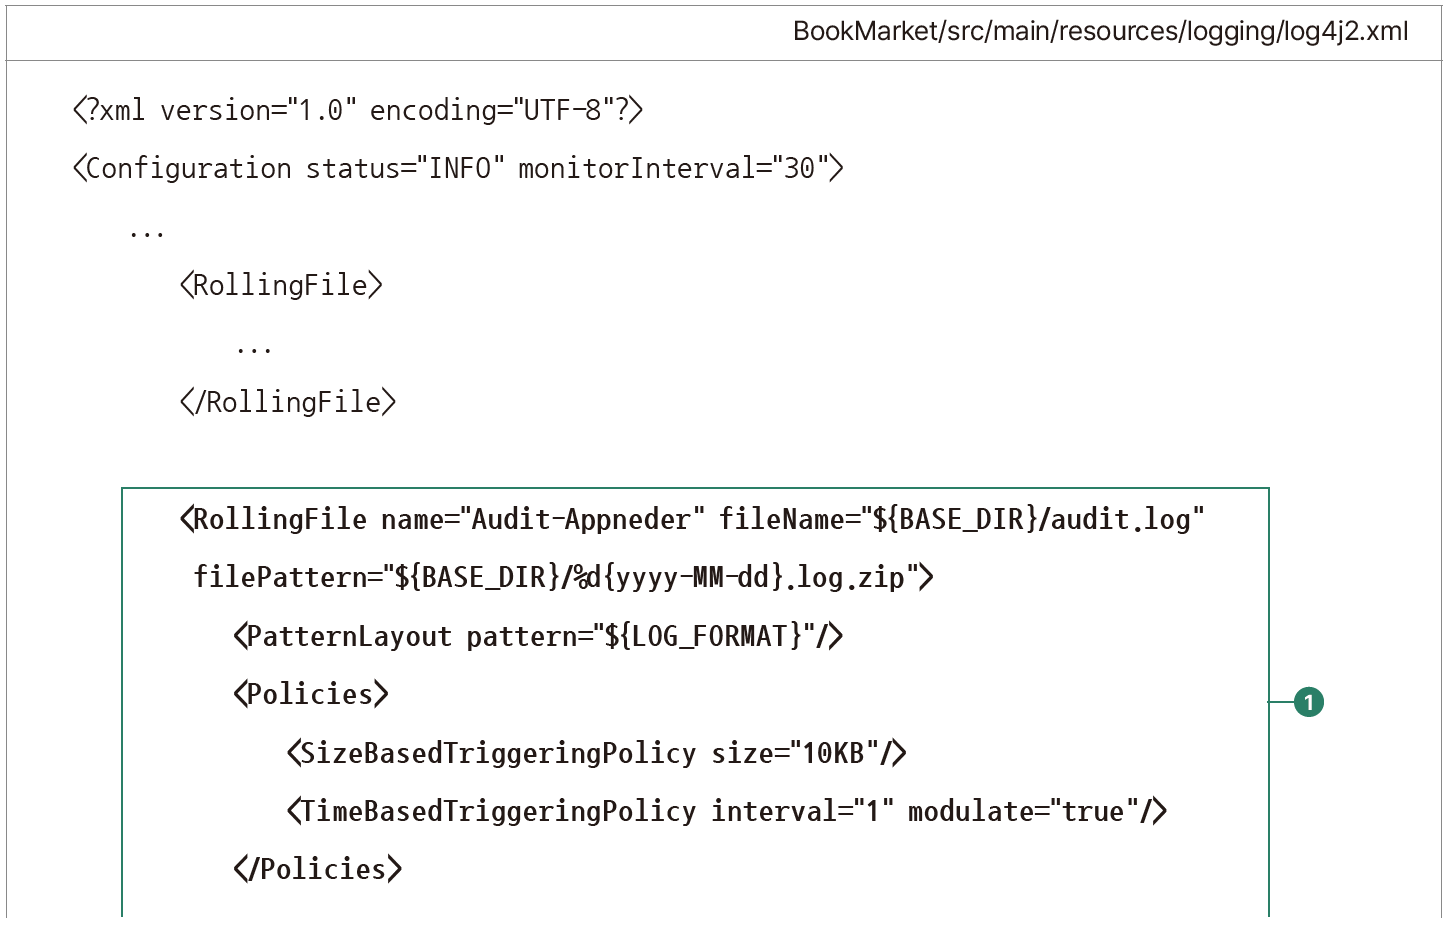 BookMarket/src/main/resources/logging/log4j2.xml
<?xml version="1.0" encoding="UTF-8"?>
<Configuration status="INFO" monitorInterval="30">
...
<RollingFile>
...
</RollingFile>
<RollingFile name="Audit-Appneder" fileName="${BASE_DIR}/audit.log"
filePattern="${BASE_DIR}/%d{yyyy-MM-dd}.log.zip">
<PatternLayout pattern="${LOG_FORMAT}"/>
<Policies>
1
<SizeBasedTriggeringPolicy size="10KB"/>
<TimeBasedTriggeringPolicy interval="1" modulate="true"/>
</Policies>